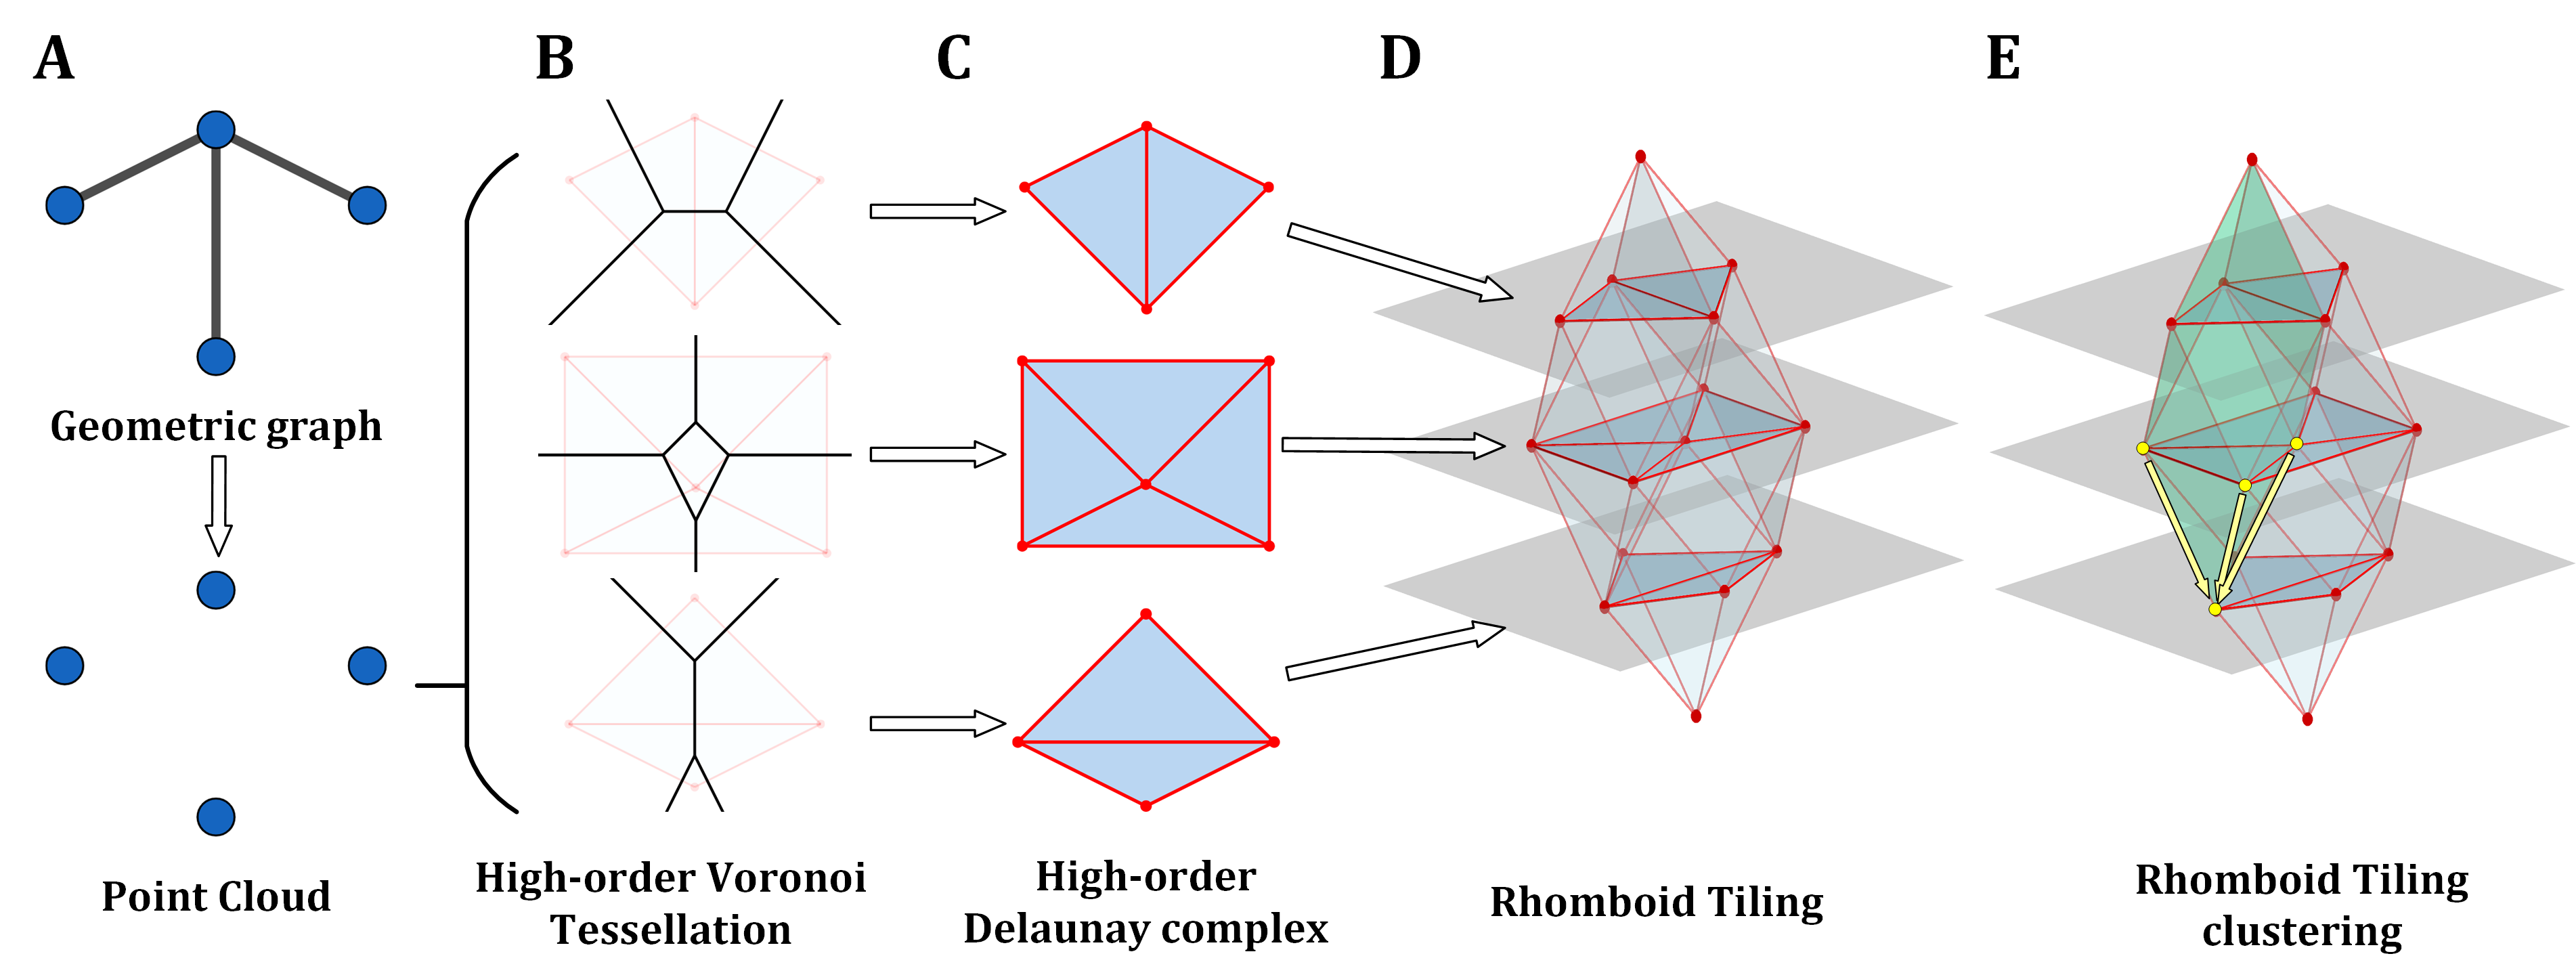 A
B
C
D
E
Geometric graph
Point Cloud
High-order Voronoi
Tessellation
High-order
Delaunay complex
Rhomboid Tiling
Rhomboid Tiling
clustering